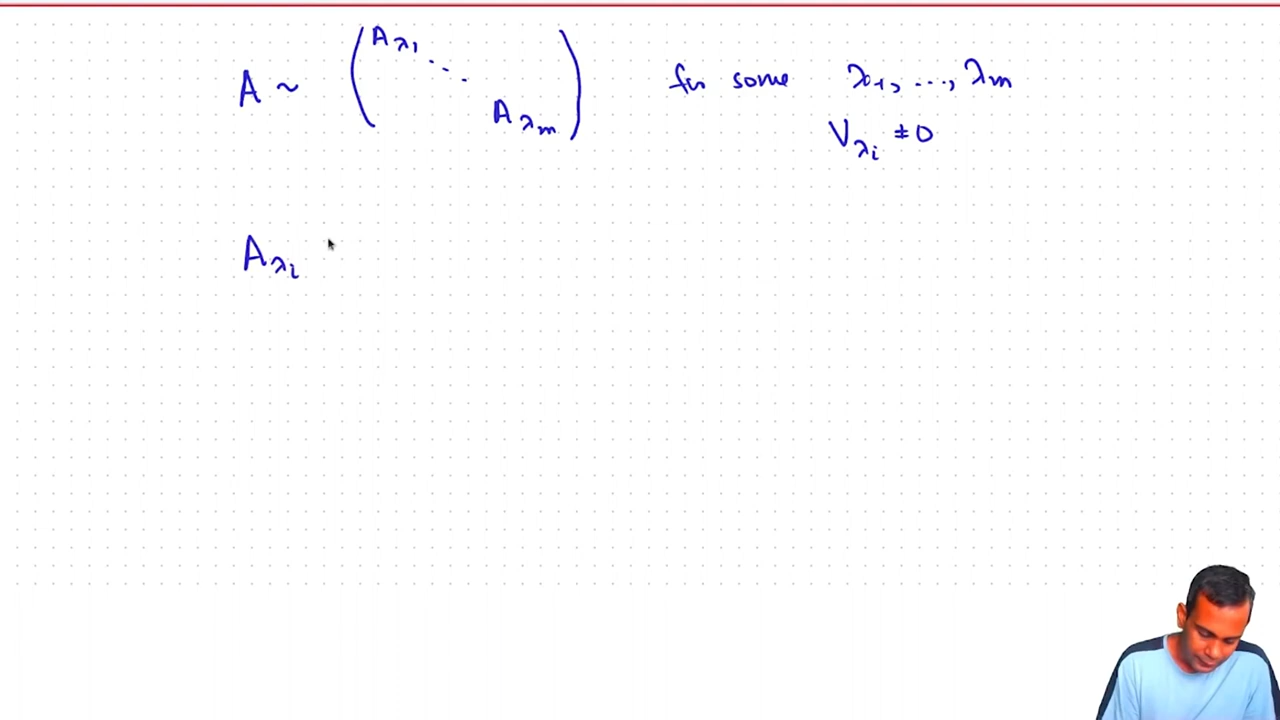 A ~ ( A_λ₁ ⋱ A_λₘ ) for some λ₁, ..., λₘ
V_λᵢ ≠ 0
A_λᵢ